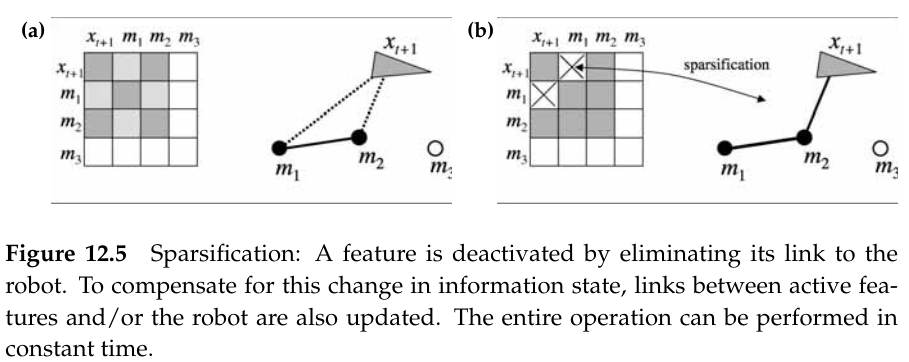 (a)
x_{t+1} m_1 m_2 m_3
x_{t+1}
m_1
m_2
m_3
x_{t+1}
m_1
m_2
m_3
(b)
x_{t+1} m_1 m_2 m_3
x_{t+1}
m_1
m_2
m_3
sparsification
x_{t+1}
m_1
m_2
m_3
Figure 12.5 Sparsification: A feature is deactivated by eliminating its link to the
robot. To compensate for this change in information state, links between active fea-
tures and/or the robot are also updated. The entire operation can be performed in
constant time.